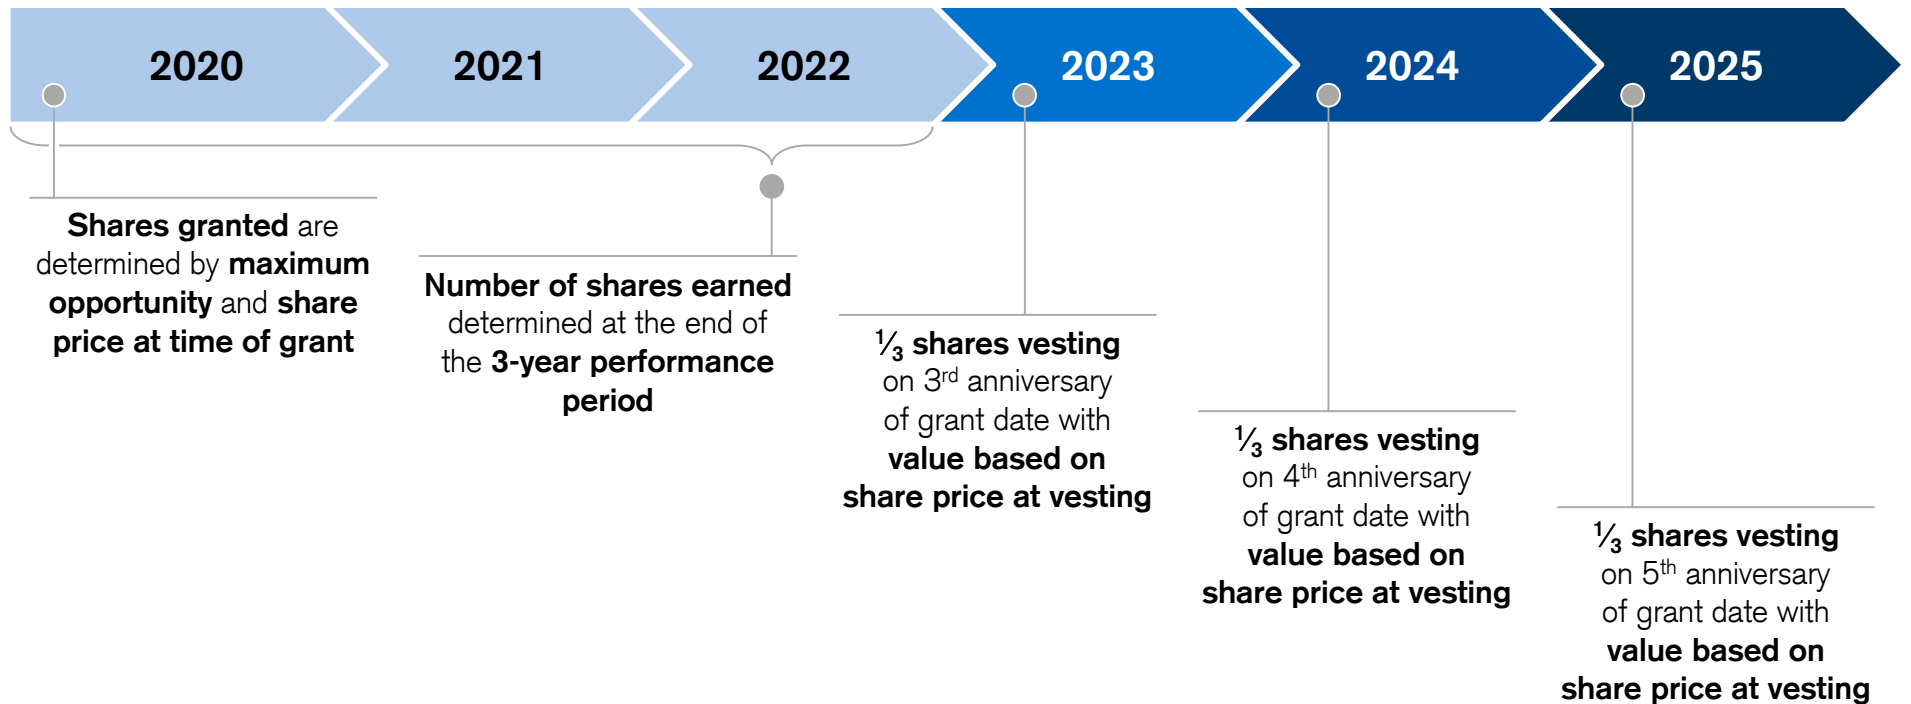 2020
2021
2022
2023
2024
2025
Shares granted are
determined by maximum
opportunity and share
price at time of grant
Number of shares earned
determined at the end of
the 3-year performance
period
⅓ shares vesting
on 3rd anniversary
of grant date with
value based on
share price at vesting
⅓ shares vesting
on 4th anniversary
of grant date with
value based on
share price at vesting
⅓ shares vesting
on 5th anniversary
of grant date with
value based on
share price at vesting